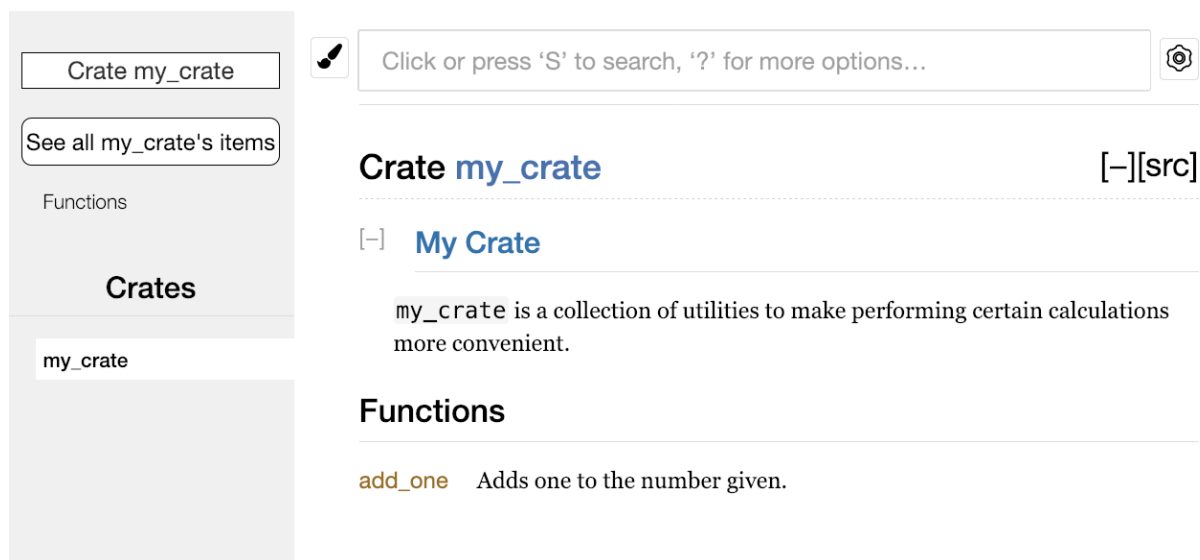 Crate my_crate
See all my_crate's items
Functions
Crates
my_crate
Click or press ‘S’ to search, ‘?’ for more options…
Crate my_crate
[−][src]
[−]
My Crate
my_crate is a collection of utilities to make performing certain calculations
more convenient.
Functions
add_one Adds one to the number given.